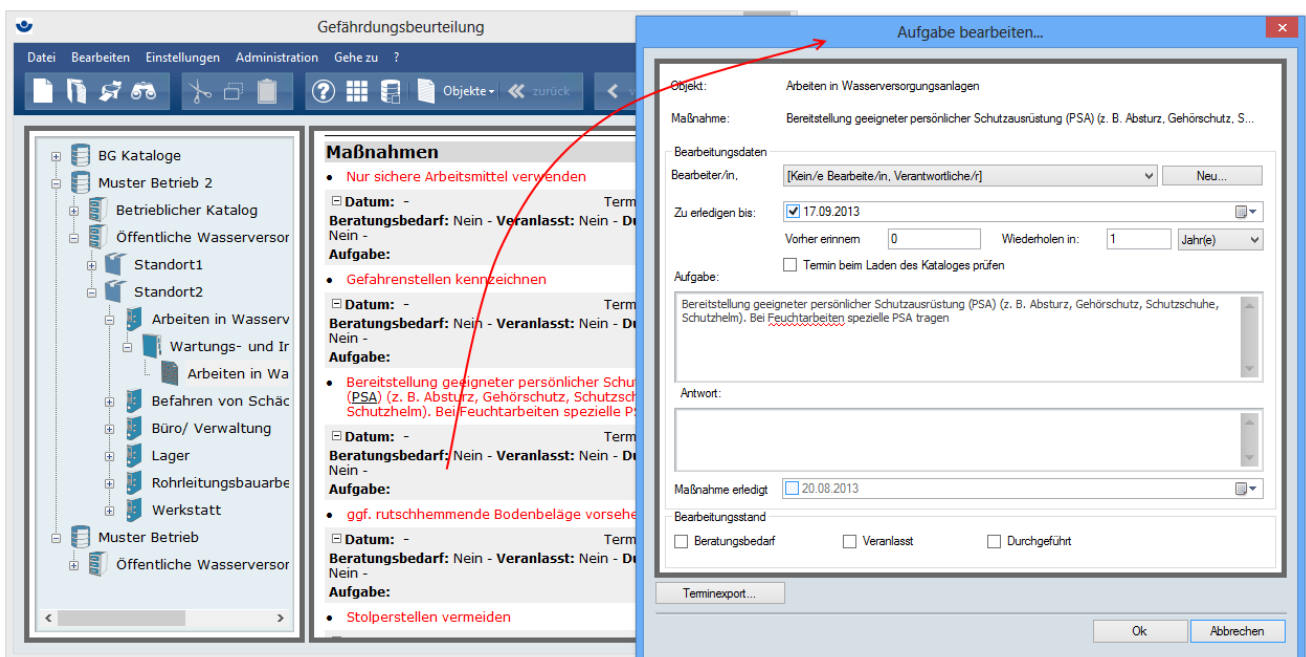 Gefährdungsbeurteilung
Datei Bearbeiten Einstellungen Administration Gehe zu ?
Objekte
zurück
BG Kataloge
Muster Betrieb 2
Betrieblicher Katalog
Öffentliche Wasserversor
Standort1
Standort2
Arbeiten in Wasserv
Wartungs- und Ir
Arbeiten in Wa
Befahren von Schäc
Büro/ Verwaltung
Lager
Rohrleitungsbauarbe
Werkstatt
Muster Betrieb
Öffentliche Wasserversor
Maßnahmen
Nur sichere Arbeitsmittel verwenden
Datum: - Term
Beratungsbedarf: Nein - Veranlasst: Nein - Du
Nein -
Aufgabe:
Gefahrenstellen kennzeichnen
Datum: - Term
Beratungsbedarf: Nein - Veranlasst: Nein - Du
Nein -
Aufgabe:
Bereitstellung geeigneter persönlicher Schu
(PSA) (z. B. Absturz, Gehörschutz, Schutzsch
Schutzhelm). Bei Feuchtarbeiten spezielle PS
Datum: - Term
Beratungsbedarf: Nein - Veranlasst: Nein - Du
Nein -
Aufgabe:
ggf. rutschhemmende Bodenbeläge vorsehe
Datum: - Term
Beratungsbedarf: Nein - Veranlasst: Nein - Du
Nein -
Aufgabe:
Stolperstellen vermeiden
Aufgabe bearbeiten...
Objekt: Arbeiten in Wasserversorgungsanlagen
Maßnahme: Bereitstellung geeigneter persönlicher Schutzausrüstung (PSA) (z. B. Absturz, Gehörschutz, S...
Bearbeitungsdaten
Bearbeiter/in, [Kein/e Bearbeite/in, Verantwortliche/r] Neu...
Zu erledigen bis: 17.09.2013
Vorher erinnern 0 Wiederholen in: 1 Jahr(e)
Termin beim Laden des Kataloges prüfen
Aufgabe:
Bereitstellung geeigneter persönlicher Schutzausrüstung (PSA) (z. B. Absturz, Gehörschutz, Schutzschuhe,
Schutzhelm). Bei Feuchtarbeiten spezielle PSA tragen
Antwort:
Maßnahme erledigt 20.08.2013
Bearbeitungsstand
Beratungsbedarf Veranlasst Durchgeführt
Terminexport...
Ok Abbrechen